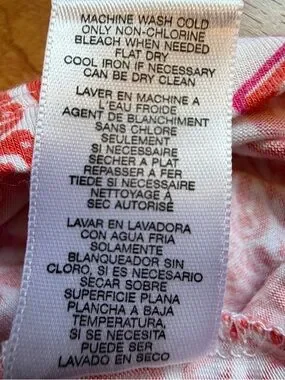 MACHINE WASH COLD
ONLY NON-CHLORINE
BLEACH WHEN NEEDED
FLAT DRY
COOL IRON IF NECESSARY
CAN BE DRY CLEAN
LAVER EN MACHINE A
L'EAU FROIDE
AGENT DE BLANCHIMENT
SANS CHLORE
SEULEMENT
SI NECESSAIRE
SECHER A PLAT
REPASSER A FER
TIEDE SI NECESSAIRE
NETTOYAGE A
SEC AUTORISE
LAVAR EN LAVADORA
CON AGUA FRIA
SOLAMENTE
BLANQUEADOR SIN
CLORO, SI ES NECESARIO
SECAR SOBRE
SUPERFICIE PLANA
PLANCHA A BAJA
TEMPERATURA,
SI SE NECESITA
PUEDE SER
LAVADO EN SECO